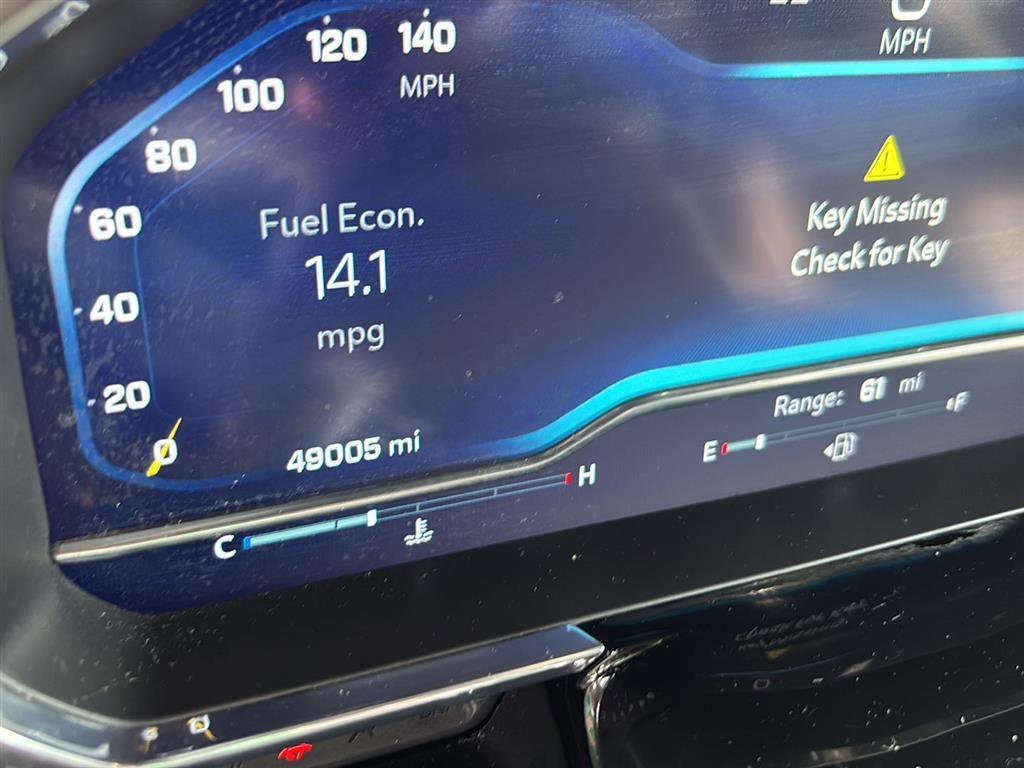 120
140
MPH
100
80
60
40
20
0
Fuel Econ.
14.1
mpg
49005 mi
MPH
Key Missing
Check for Key
Range: 61 mi
E
F
C
H